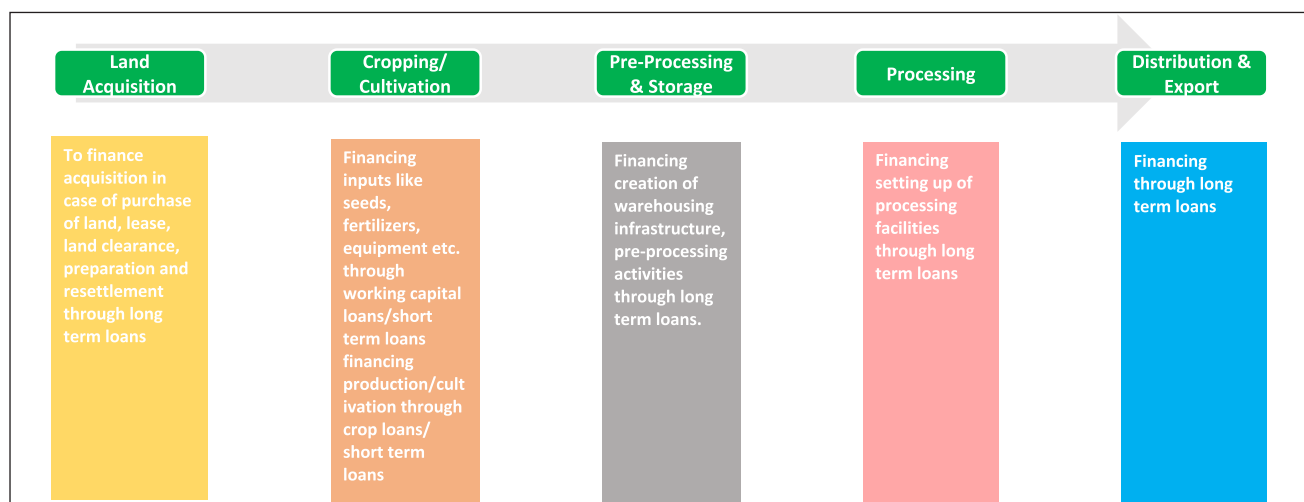 Land
Acquisition
Cropping/
Cultivation
Pre-Processing
& Storage
Processing
Distribution &
Export
To finance
acquisition in
case of purchase
of land, lease,
land clearance,
preparation and
resettlement
through long
term loans
Financing
inputs like
seeds,
fertilizers,
equipment etc.
through
working capital
loans/short
term loans
financing
production/cult
ivation through
crop loans/
short term
loans
Financing
creation of
warehousing
infrastructure,
pre-processing
activities
through long
term loans.
Financing
setting up of
processing
facilities
through long
term loans
Financing
through long
term loans